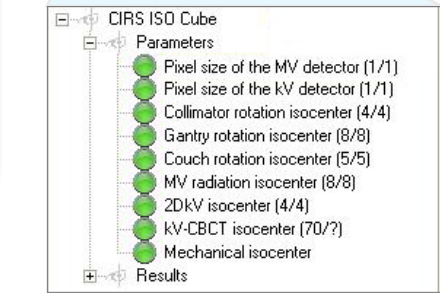 CIRS ISO Cube
Parameters
Pixel size of the MV detector (1/1)
Pixel size of the kV detector (1/1)
Collimator rotation isocenter (4/4)
Gantry rotation isocenter (8/8)
Couch rotation isocenter (5/5)
MV radiation isocenter (8/8)
2DkV isocenter (4/4)
kV-CBCT isocenter (70/?)
Mechanical isocenter
Results